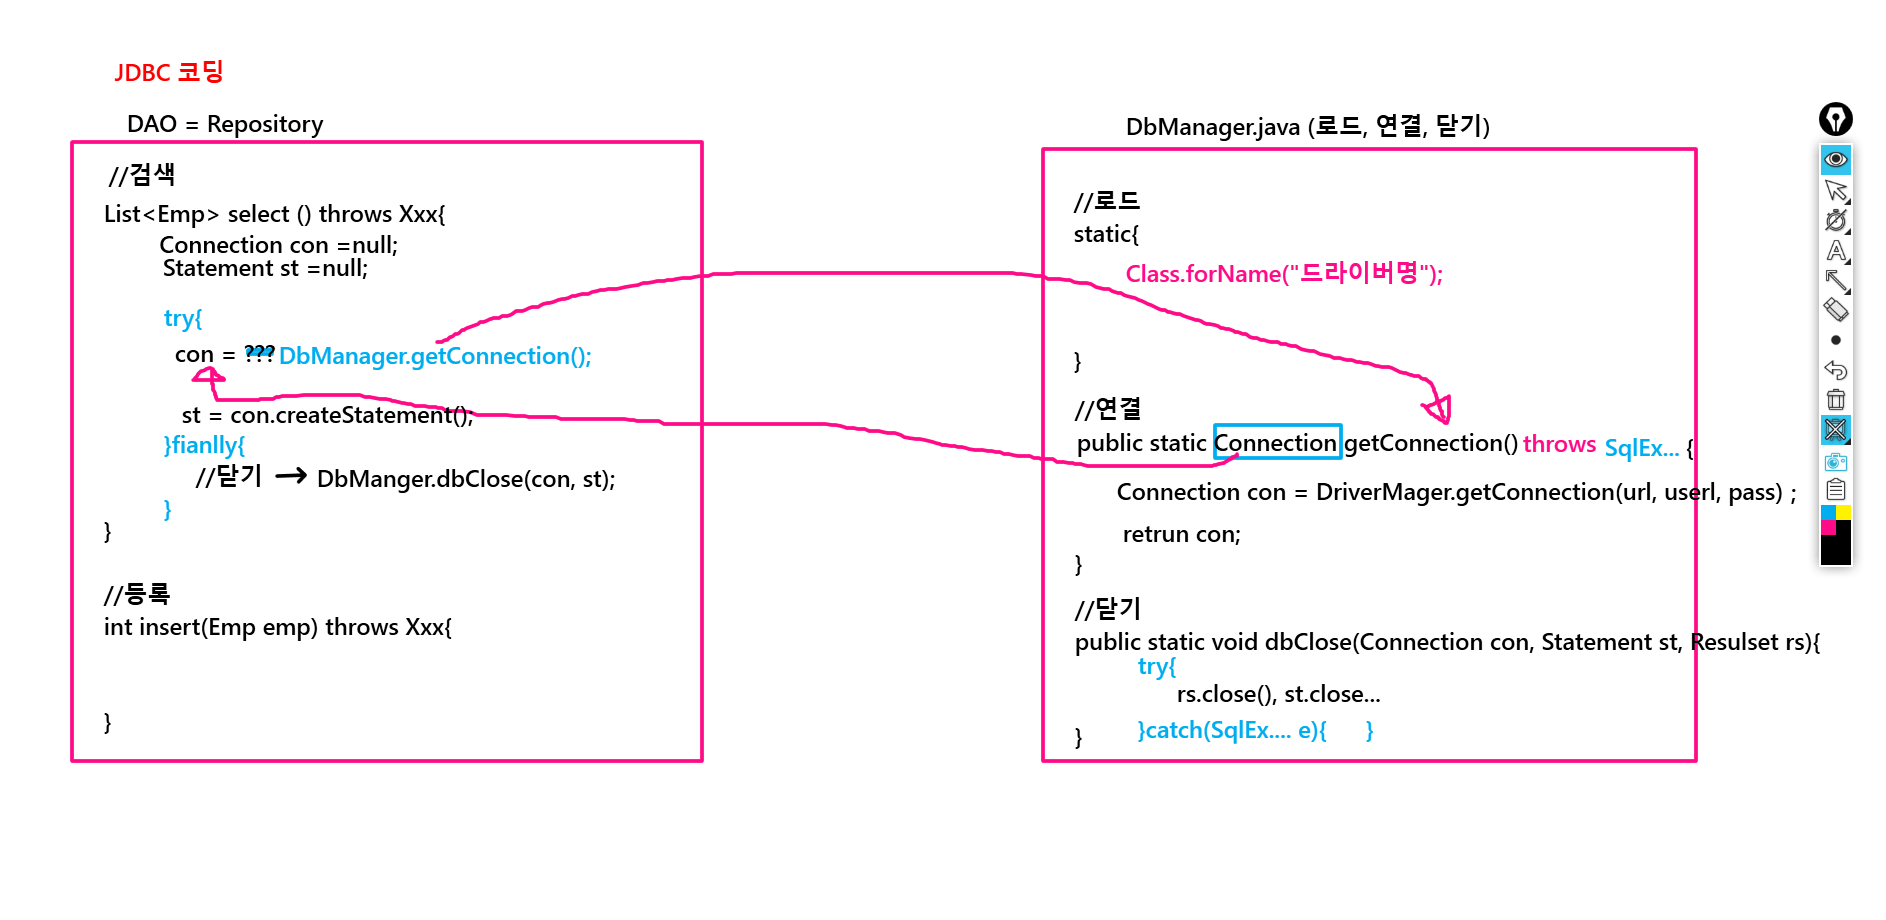 JDBC 코딩
DAO = Repository
//검색
List<Emp> select () throws Xxx{
Connection con =null;
Statement st =null;
try{
con = ??? DbManager.getConnection();
st = con.createStatement();
}fianlly{
//닫기 → DbManger.dbClose(con, st);
}
}
//등록
int insert(Emp emp) throws Xxx{
}
DbManager.java (로드, 연결, 닫기)
//로드
static{
Class.forName("드라이버명");
}
//연결
public static Connection getConnection() throws SqlEx... {
Connection con = DriverMager.getConnection(url, userl, pass) ;
retrun con;
}
//닫기
public static void dbClose(Connection con, Statement st, Resulset rs){
try{
rs.close(), st.close...
}catch(SqlEx.... e){ }
}